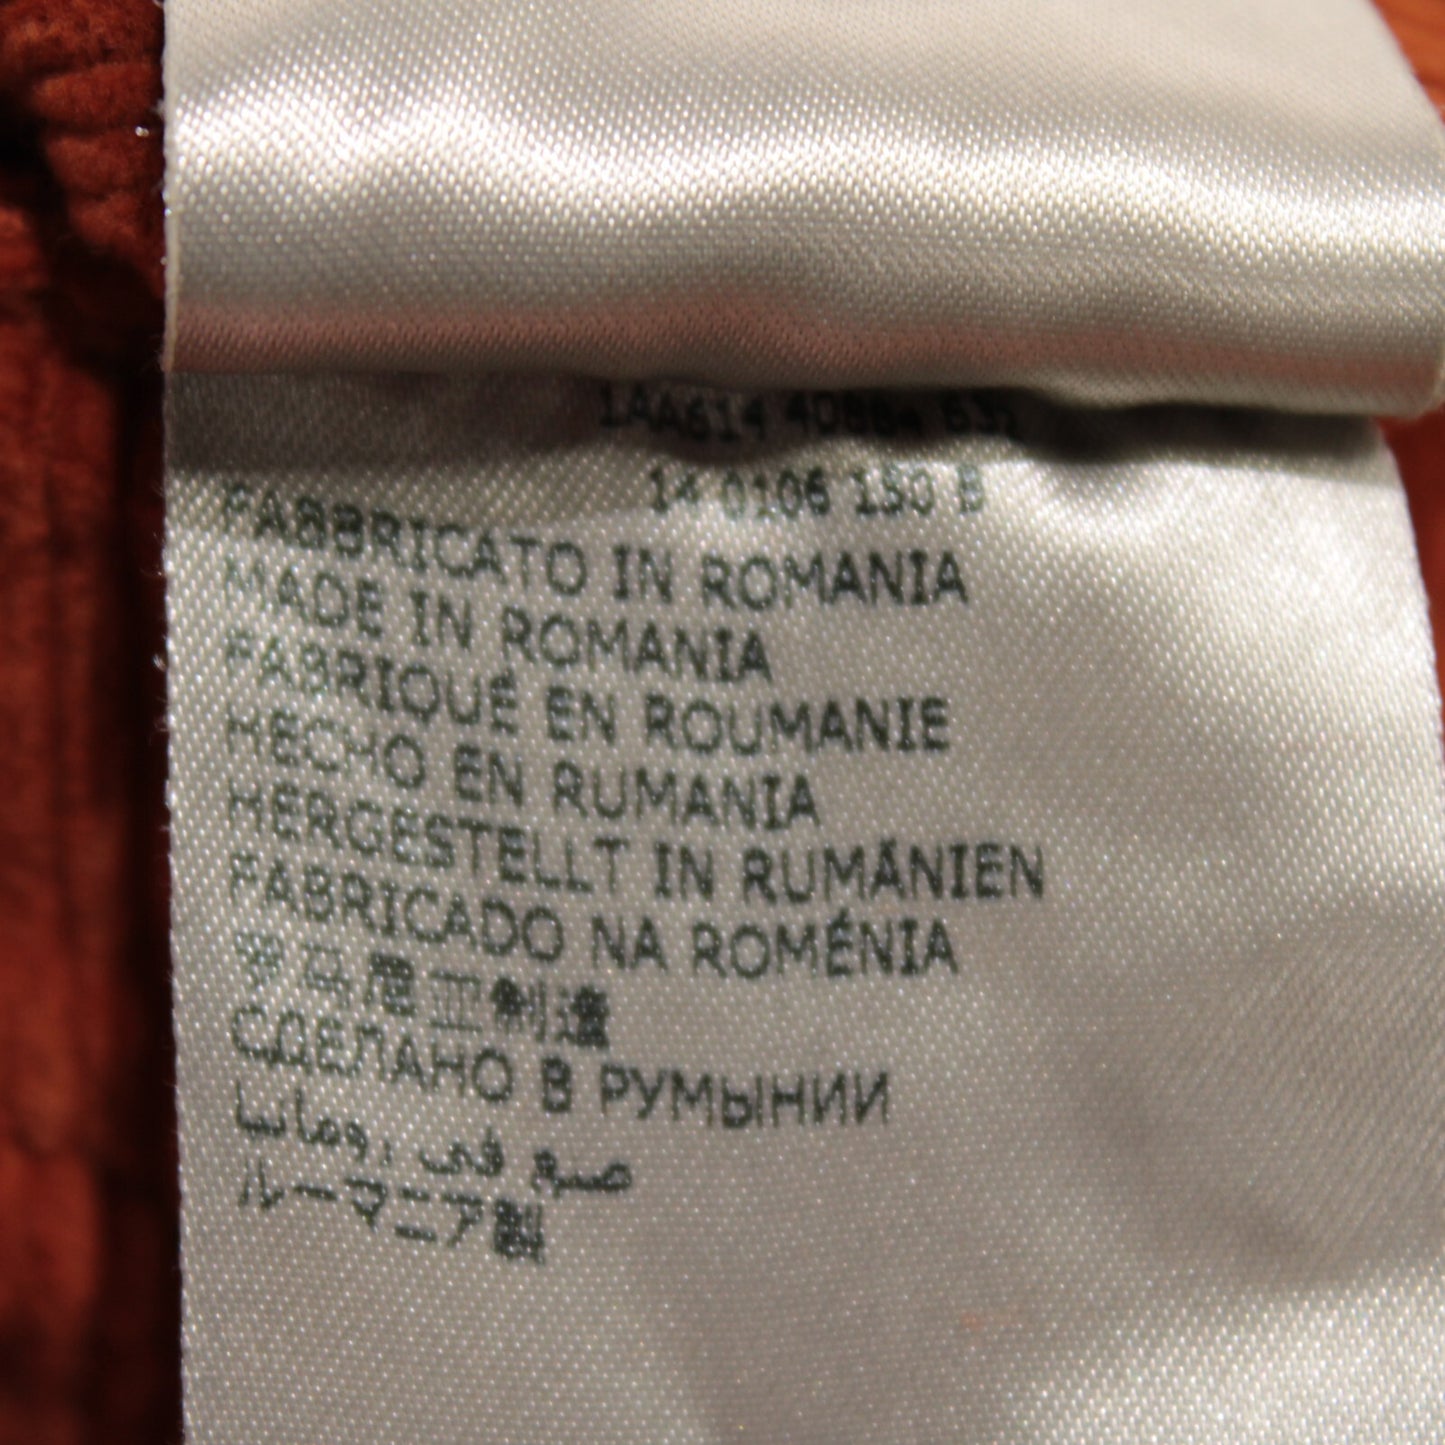 1AA614
14 0106 150 B
FABBRICATO IN ROMANIA
MADE IN ROMANIA
FABRIQUÉ EN ROUMANIE
HECHO EN RUMANIA
HERGESTELLT IN RUMÄNIEN
FABRICADO NA ROMÉNIA
罗马尼亚制造
СДЕЛАНО В РУМЫНИИ
صنع في رومانيا
ルーマニア製